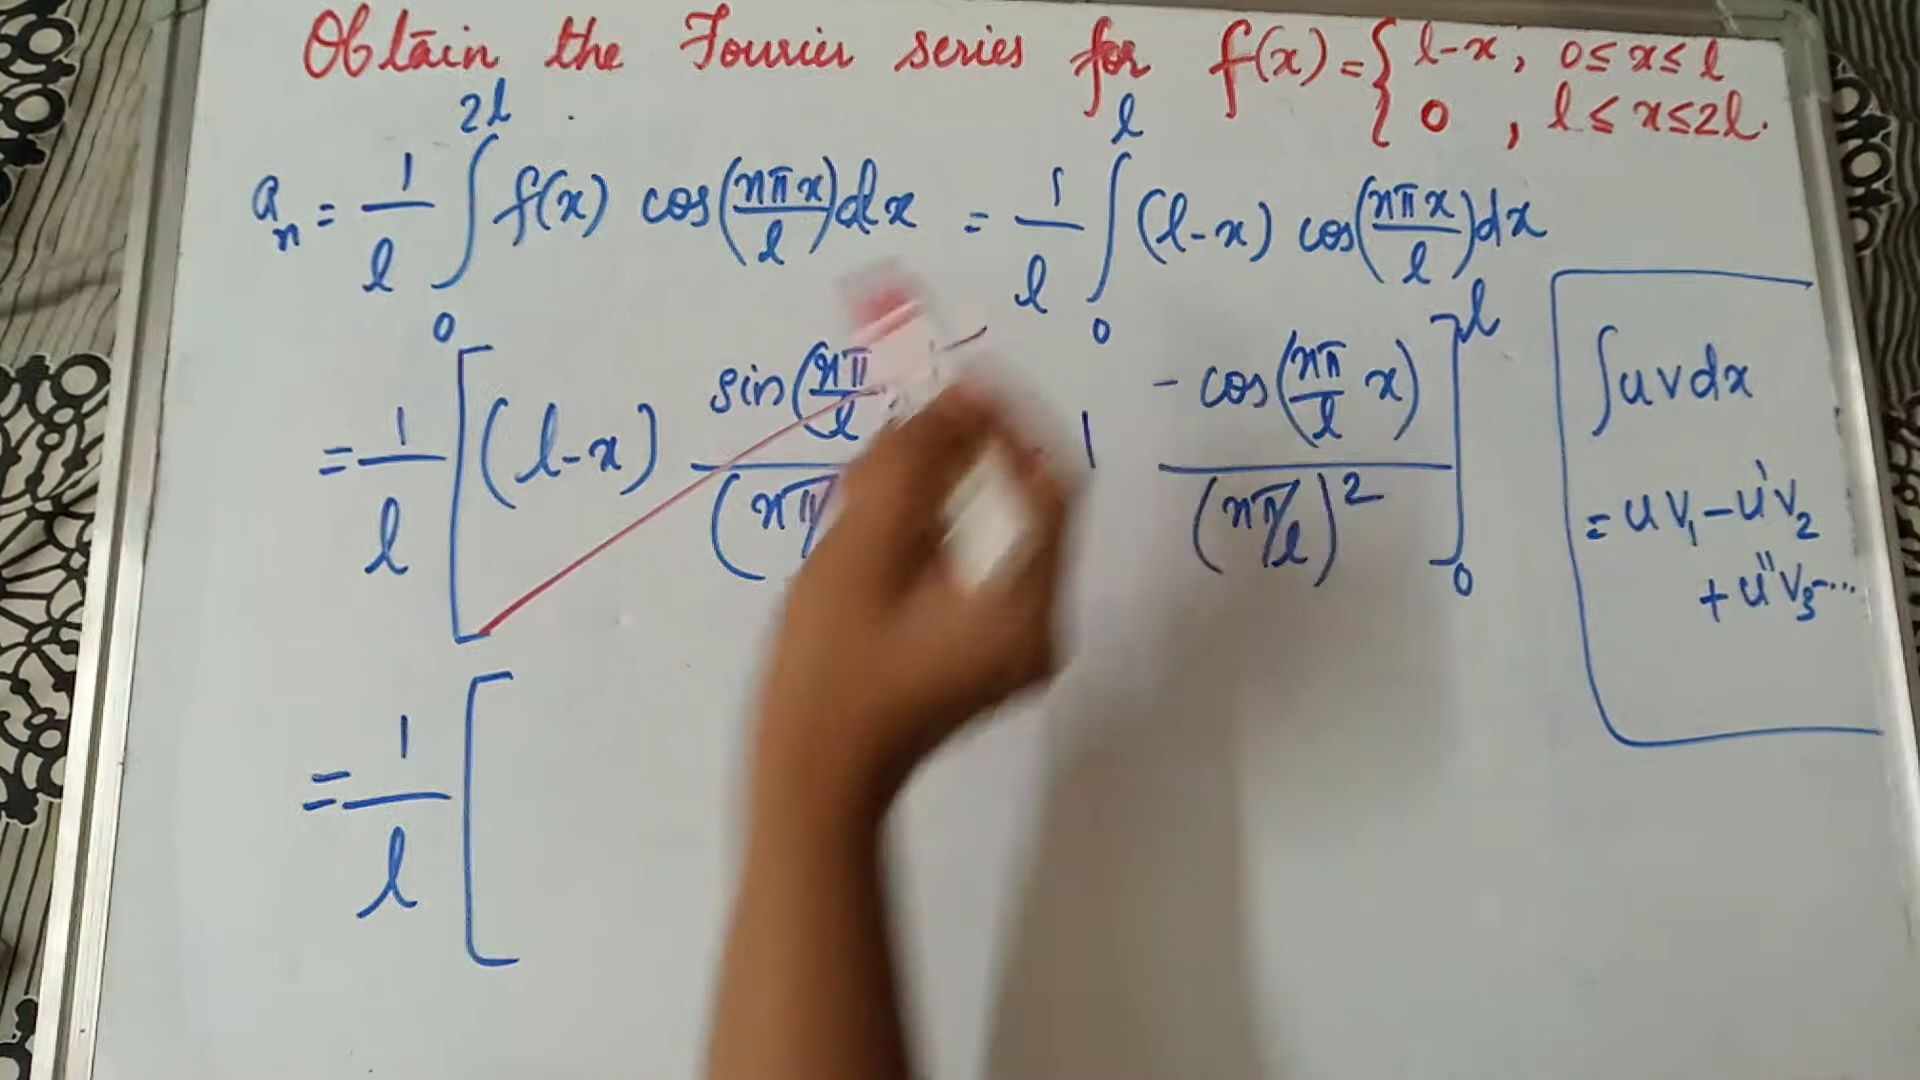 Obtain the Fourier series for f(x) = { l-x ; 0 ≤ x ≤ l
0 , l ≤ x ≤ 2l.
aₙ = 1/l ∫₀²ˡ f(x) cos(nπx/l) dx = 1/l ∫₀ˡ (l-x) cos(nπx/l) dx
= 1/l [ (l-x) sin(nπ/l / (nπ 1 - cos(nπ/l x) / (nπ/l)² ]₀ˡ
= 1/l [
∫uvdx
= uv₁ - u'v₂
+ u"v₃ -...